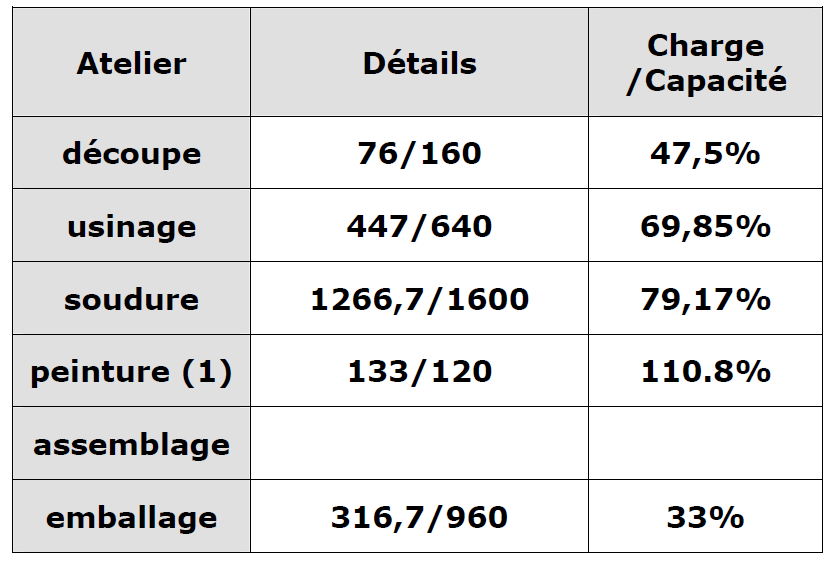 Atelier Détails Charge
/Capacité
découpe 76/160 47,5%
usinage 447/640 69,85%
soudure 1266,7/1600 79,17%
peinture (1) 133/120 110.8%
assemblage
emballage 316,7/960 33%